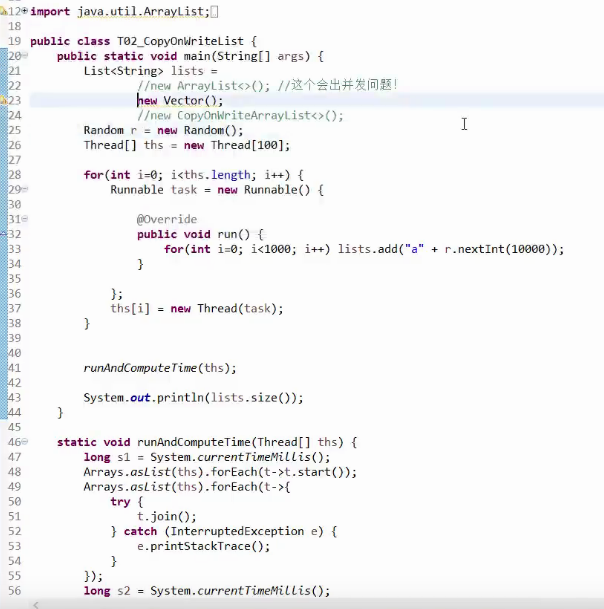 12 import java.util.ArrayList;
18
19 public class T02_CopyOnWriteList {
20     public static void main(String[] args) {
21         List<String> lists =
22                 //new ArrayList<>(); //这个会出并发问题!
23                 new Vector();
24                 //new CopyOnWriteArrayList<>();
25         Random r = new Random();
26         Thread[] ths = new Thread[100];
27
28         for(int i=0; i<ths.length; i++) {
29             Runnable task = new Runnable() {
30
31                 @Override
32                 public void run() {
33                     for(int i=0; i<1000; i++) lists.add("a" + r.nextInt(10000));
34                 }
35
36             };
37             ths[i] = new Thread(task);
38         }
39
40
41         runAndComputeTime(ths);
42
43         System.out.println(lists.size());
44     }
45
46     static void runAndComputeTime(Thread[] ths) {
47         long s1 = System.currentTimeMillis();
48         Arrays.asList(ths).forEach(t->t.start());
49         Arrays.asList(ths).forEach(t->{
50             try {
51                 t.join();
52             } catch (InterruptedException e) {
53                 e.printStackTrace();
54             }
55         });
56         long s2 = System.currentTimeMillis();